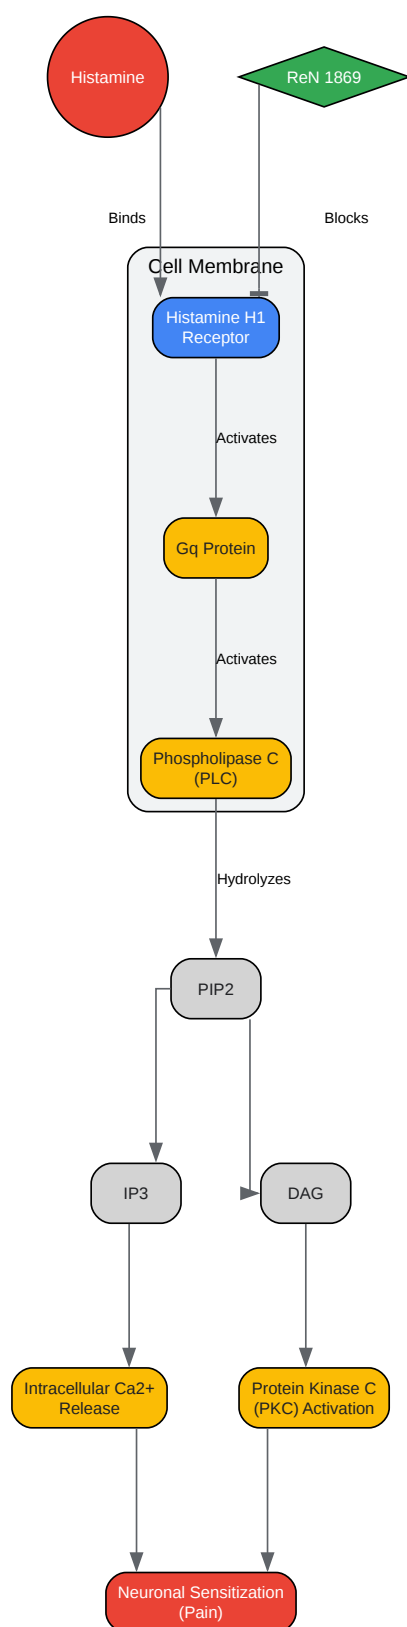 Histamine
ReN 1869
Binds
Blocks
Cell Membrane
Histamine H1
Receptor
Activates
Gq Protein
Activates
Phospholipase C
(PLC)
Hydrolyzes
PIP2
IP3
DAG
Intracellular Ca2+
Release
Protein Kinase C
(PKC) Activation
Neuronal Sensitization
(Pain)